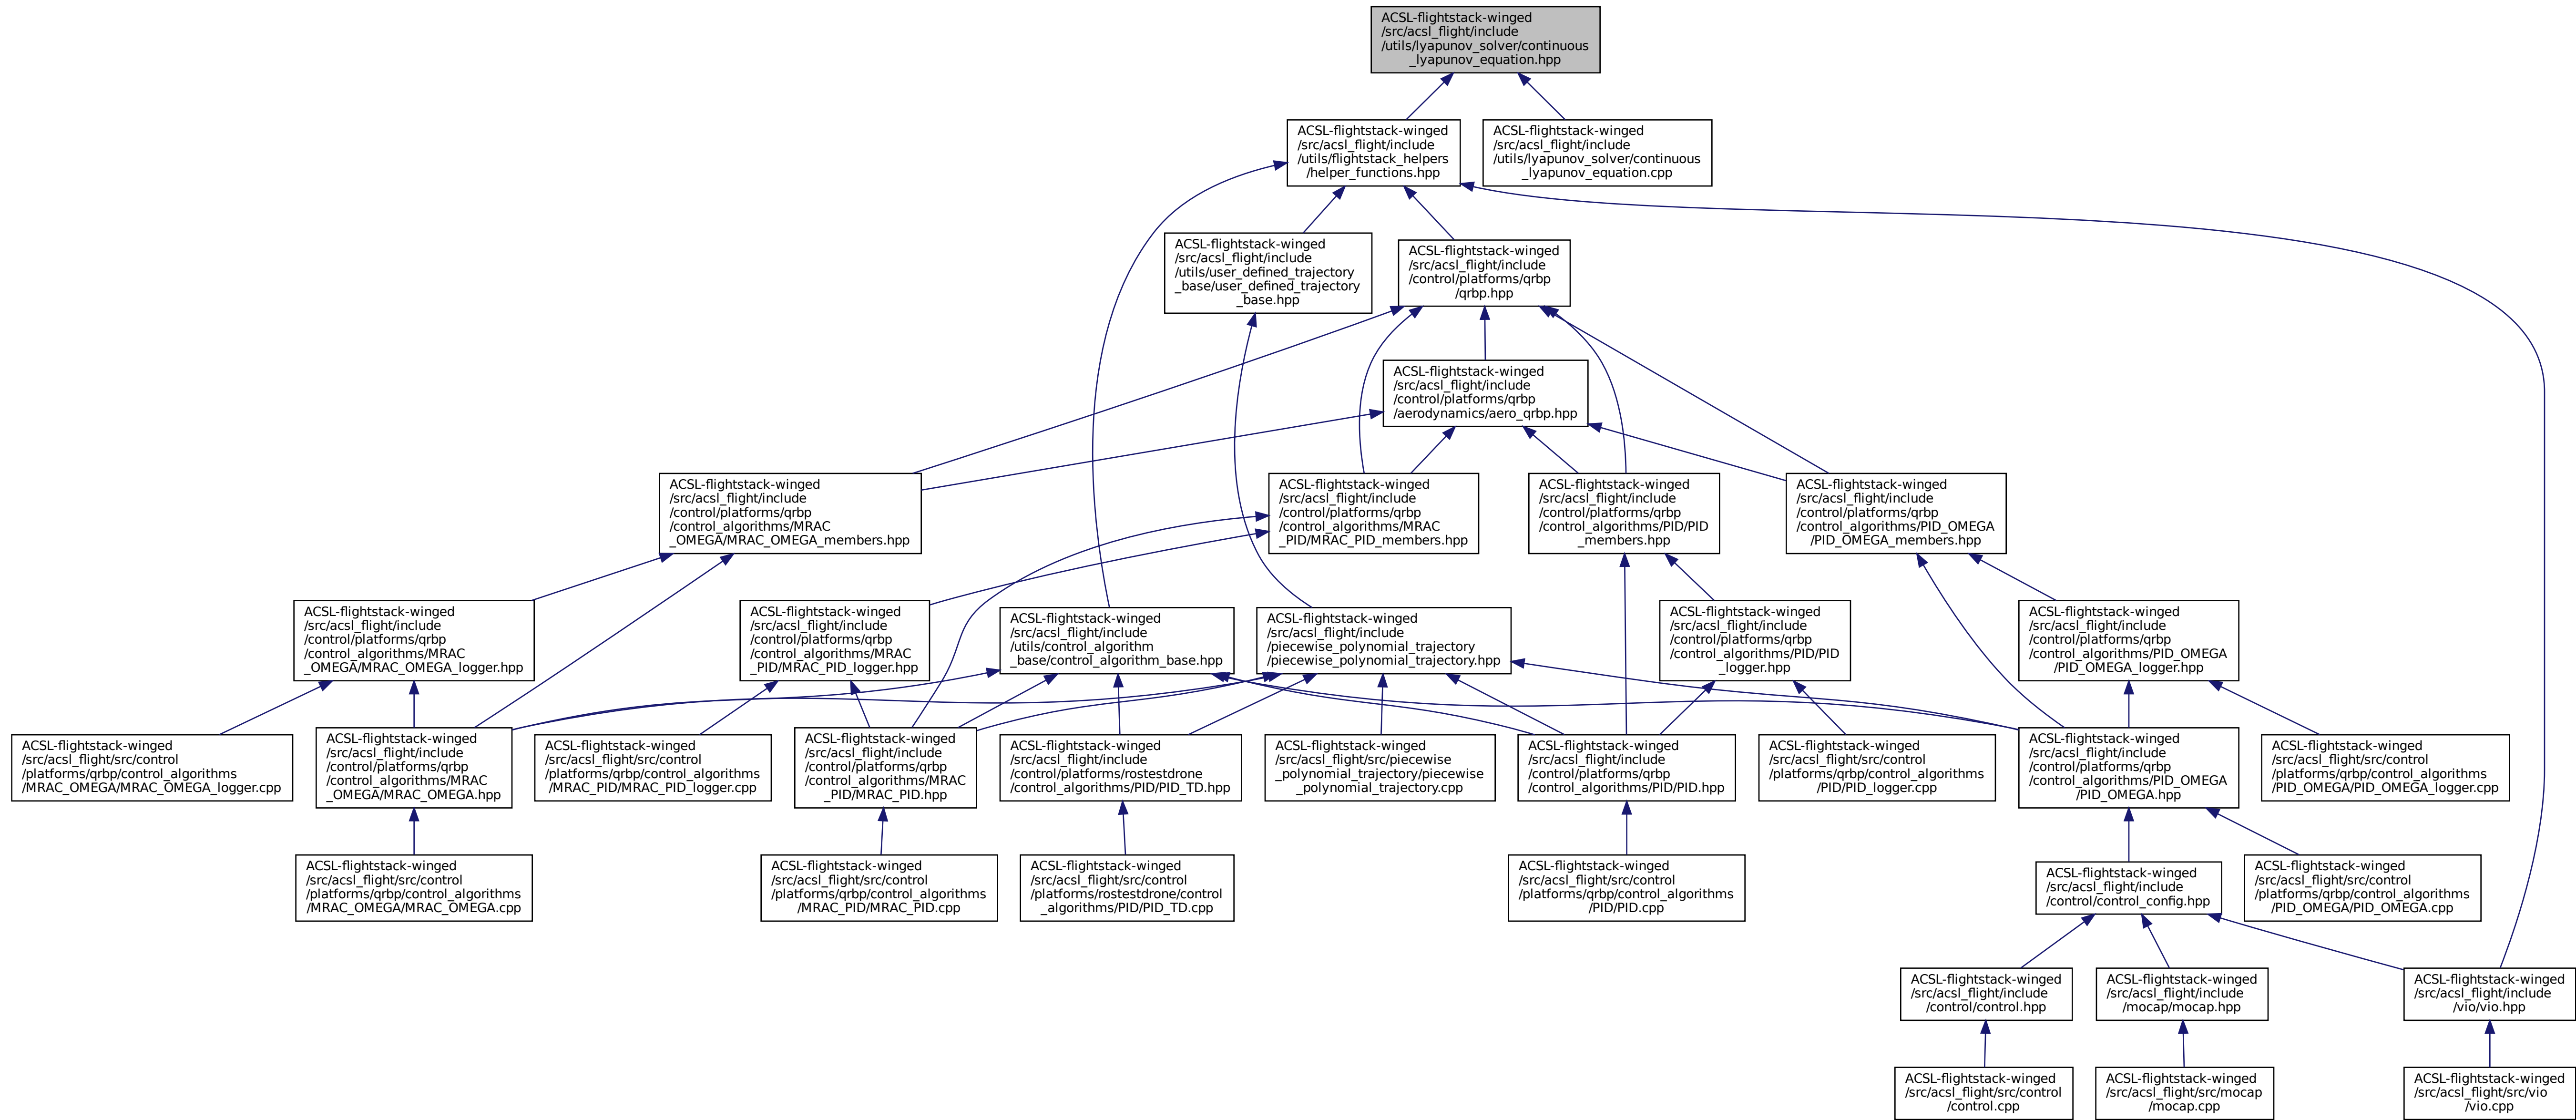 ACSL-flightstack-winged
/src/acsl_flight/include
/utils/lyapunov_solver/continuous
_lyapunov_equation.hpp
ACSL-flightstack-winged
/src/acsl_flight/include
/utils/flightstack_helpers
/helper_functions.hpp
ACSL-flightstack-winged
/src/acsl_flight/include
/utils/lyapunov_solver/continuous
_lyapunov_equation.cpp
ACSL-flightstack-winged
/src/acsl_flight/include
/utils/user_defined_trajectory
_base/user_defined_trajectory
_base.hpp
ACSL-flightstack-winged
/src/acsl_flight/include
/control/platforms/qrbp
/qrbp.hpp
ACSL-flightstack-winged
/src/acsl_flight/include
/control/platforms/qrbp
/aerodynamics/aero_qrbp.hpp
ACSL-flightstack-winged
/src/acsl_flight/include
/control/platforms/qrbp
/control_algorithms/MRAC
_OMEGA/MRAC_OMEGA_members.hpp
ACSL-flightstack-winged
/src/acsl_flight/include
/control/platforms/qrbp
/control_algorithms/MRAC
_PID/MRAC_PID_members.hpp
ACSL-flightstack-winged
/src/acsl_flight/include
/control/platforms/qrbp
/control_algorithms/PID/PID
_members.hpp
ACSL-flightstack-winged
/src/acsl_flight/include
/control/platforms/qrbp
/control_algorithms/PID_OMEGA
/PID_OMEGA_members.hpp
ACSL-flightstack-winged
/src/acsl_flight/include
/control/platforms/qrbp
/control_algorithms/MRAC
_OMEGA/MRAC_OMEGA_logger.hpp
ACSL-flightstack-winged
/src/acsl_flight/include
/control/platforms/qrbp
/control_algorithms/MRAC
_PID/MRAC_PID_logger.hpp
ACSL-flightstack-winged
/src/acsl_flight/include
/utils/control_algorithm
_base/control_algorithm_base.hpp
ACSL-flightstack-winged
/src/acsl_flight/include
/piecewise_polynomial_trajectory
/piecewise_polynomial_trajectory.hpp
ACSL-flightstack-winged
/src/acsl_flight/include
/control/platforms/qrbp
/control_algorithms/PID/PID
_logger.hpp
ACSL-flightstack-winged
/src/acsl_flight/include
/control/platforms/qrbp
/control_algorithms/PID_OMEGA
/PID_OMEGA_logger.hpp
ACSL-flightstack-winged
/src/acsl_flight/src/control
/platforms/qrbp/control_algorithms
/MRAC_OMEGA/MRAC_OMEGA_logger.cpp
ACSL-flightstack-winged
/src/acsl_flight/include
/control/platforms/qrbp
/control_algorithms/MRAC
_OMEGA/MRAC_OMEGA.hpp
ACSL-flightstack-winged
/src/acsl_flight/src/control
/platforms/qrbp/control_algorithms
/MRAC_PID/MRAC_PID_logger.cpp
ACSL-flightstack-winged
/src/acsl_flight/include
/control/platforms/qrbp
/control_algorithms/MRAC
_PID/MRAC_PID.hpp
ACSL-flightstack-winged
/src/acsl_flight/include
/control/platforms/rostestdrone
/control_algorithms/PID/PID_TD.hpp
ACSL-flightstack-winged
/src/acsl_flight/src/piecewise
_polynomial_trajectory/piecewise
_polynomial_trajectory.cpp
ACSL-flightstack-winged
/src/acsl_flight/include
/control/platforms/qrbp
/control_algorithms/PID/PID.hpp
ACSL-flightstack-winged
/src/acsl_flight/src/control
/platforms/qrbp/control_algorithms
/PID/PID_logger.cpp
ACSL-flightstack-winged
/src/acsl_flight/include
/control/platforms/qrbp
/control_algorithms/PID_OMEGA
/PID_OMEGA.hpp
ACSL-flightstack-winged
/src/acsl_flight/src/control
/platforms/qrbp/control_algorithms
/PID_OMEGA/PID_OMEGA_logger.cpp
ACSL-flightstack-winged
/src/acsl_flight/src/control
/platforms/qrbp/control_algorithms
/MRAC_OMEGA/MRAC_OMEGA.cpp
ACSL-flightstack-winged
/src/acsl_flight/src/control
/platforms/qrbp/control_algorithms
/MRAC_PID/MRAC_PID.cpp
ACSL-flightstack-winged
/src/acsl_flight/src/control
/platforms/rostestdrone/control
_algorithms/PID/PID_TD.cpp
ACSL-flightstack-winged
/src/acsl_flight/src/control
/platforms/qrbp/control_algorithms
/PID/PID.cpp
ACSL-flightstack-winged
/src/acsl_flight/include
/control/control_config.hpp
ACSL-flightstack-winged
/src/acsl_flight/src/control
/platforms/qrbp/control_algorithms
/PID_OMEGA/PID_OMEGA.cpp
ACSL-flightstack-winged
/src/acsl_flight/include
/control/control.hpp
ACSL-flightstack-winged
/src/acsl_flight/include
/mocap/mocap.hpp
ACSL-flightstack-winged
/src/acsl_flight/include
/vio/vio.hpp
ACSL-flightstack-winged
/src/acsl_flight/src/control
/control.cpp
ACSL-flightstack-winged
/src/acsl_flight/src/mocap
/mocap.cpp
ACSL-flightstack-winged
/src/acsl_flight/src/vio
/vio.cpp